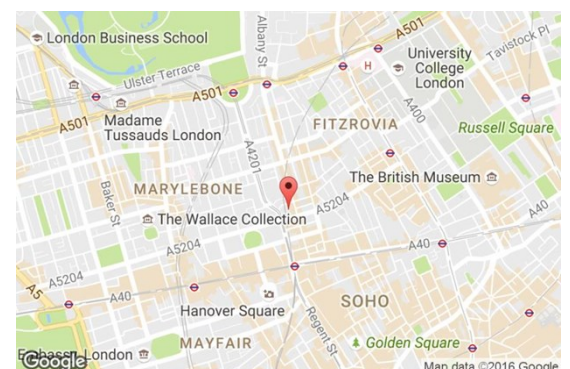 London Business School
Albany St
A501
University
College
London
Tavistock Pl
Ulster Terrace
H
A501
A501
Madame
Tussauds London
FITZROVIA
A400
Russell Square
A4201
The British Museum
MARYLEBONE
Baker St
The Wallace Collection
A5204
A40
A5204
A40
A5204
A5
A40
Hanover Square
SOHO
Regent St
MAYFAIR
Golden Square
London
Google
Map data ©2016 Google